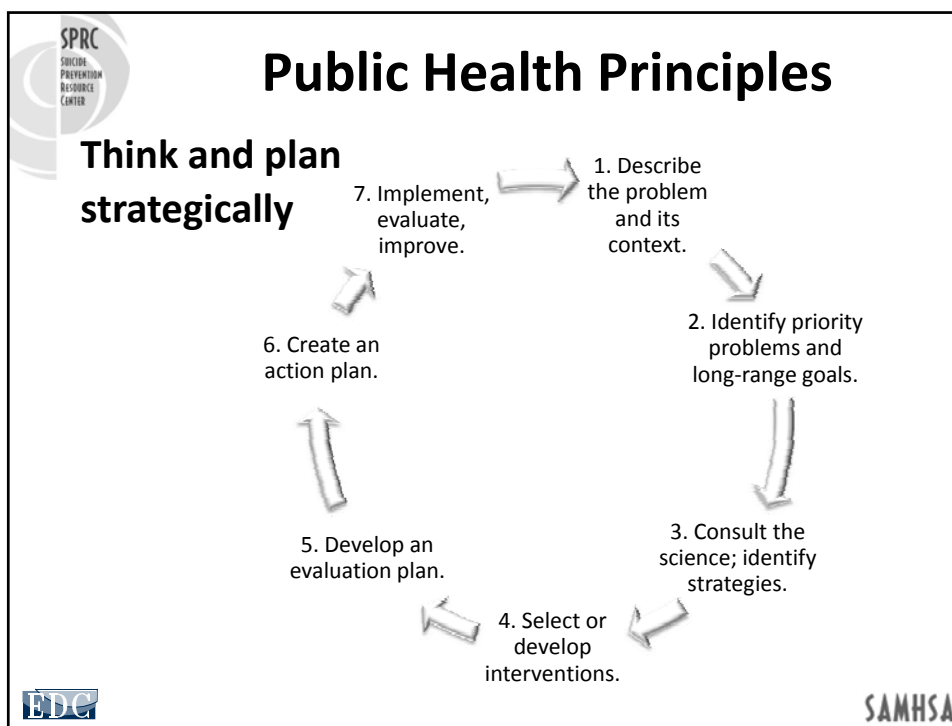 SPRC
SUICIDE
PREVENTION
RESOURCE
CENTER
Public Health Principles
Think and plan
strategically
1. Describe
the problem
and its
context.
2. Identify priority
problems and
long-range goals.
3. Consult the
science; identify
strategies.
4. Select or
develop
interventions.
5. Develop an
evaluation plan.
6. Create an
action plan.
7. Implement,
evaluate,
improve.
EDC
SAMHSA